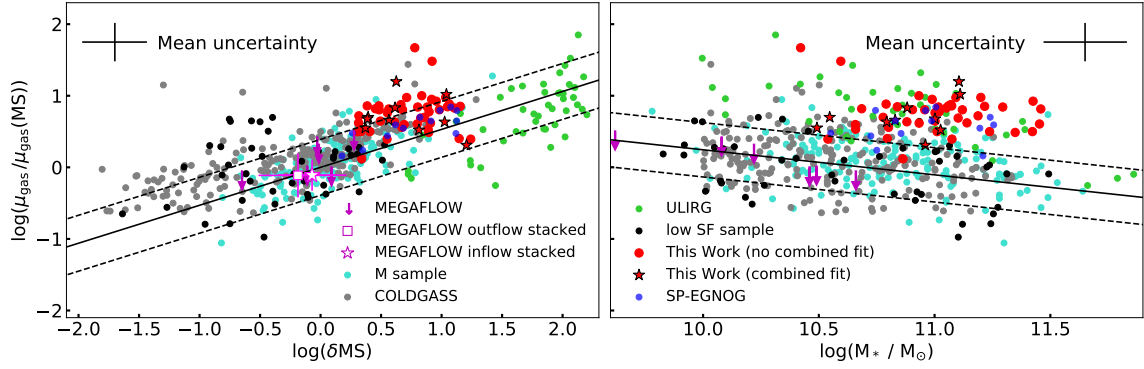 log(μgas /μgas(MS))
2
1
0
−1
−2
Mean uncertainty
MEGAFLOW
MEGAFLOW outflow stacked
MEGAFLOW inflow stacked
M sample
COLDGASS
−2.0 −1.5 −1.0 −0.5 0.0 0.5 1.0 1.5 2.0
log(δMS)
Mean uncertainty
ULIRG
low SF sample
This Work (no combined fit)
This Work (combined fit)
SP-EGNOG
10.0 10.5 11.0 11.5
log(M* / M⊙)